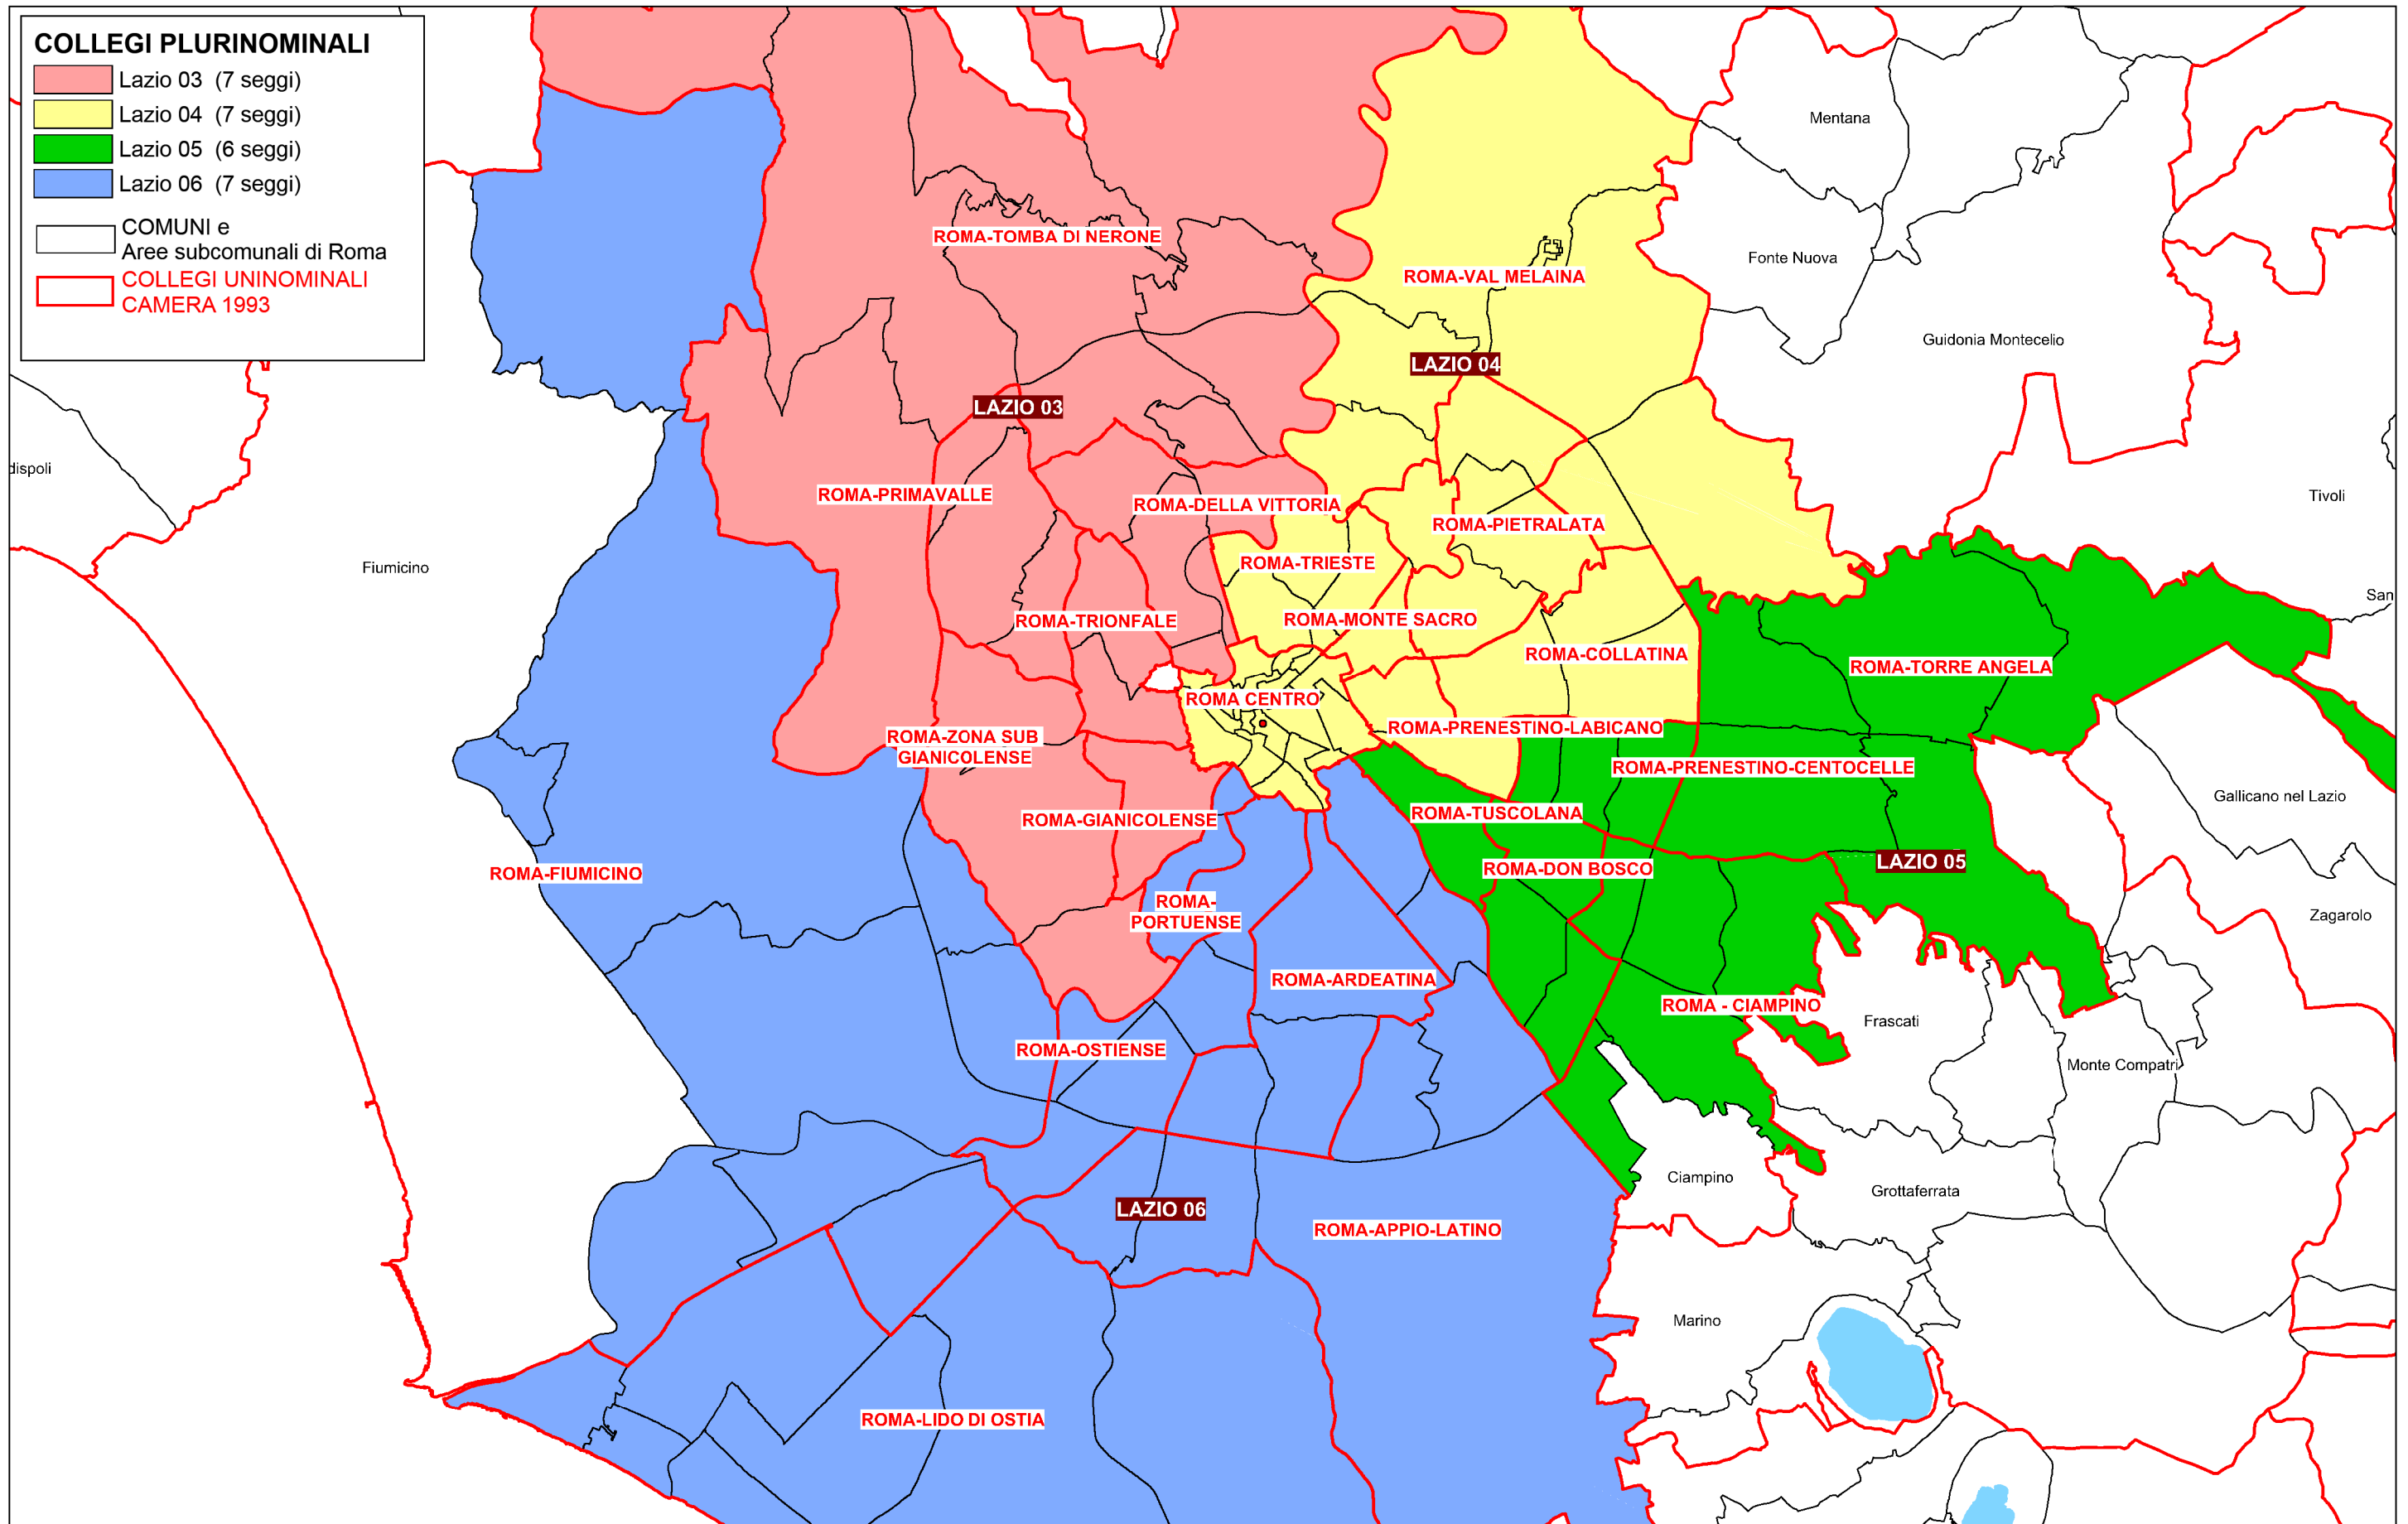 COLLEGI PLURINOMINALI
Lazio 03 (7 seggi)
Lazio 04 (7 seggi)
Lazio 05 (6 seggi)
Lazio 06 (7 seggi)
COMUNI e
Aree subcomunali di Roma
COLLEGI UNINOMINALI
CAMERA 1993
Mentana
ROMA-TOMBA DI NERONE
Fonte Nuova
ROMA-VAL MELAINA
Guidonia Montecelio
LAZIO 04
LAZIO 03
dispoli
ROMA-PRIMAVALLE
Tivoli
ROMA-DELLA VITTORIA
ROMA-PIETRALATA
ROMA-TRIESTE
Fiumicino
San
ROMA-TRIONFALE
ROMA-MONTE SACRO
ROMA-COLLATINA
ROMA-TORRE ANGELA
ROMA CENTRO
ROMA-PRENESTINO-LABICANO
ROMA-ZONA SUB
GIANICOLENSE
ROMA-PRENESTINO-CENTOCELLE
Gallicano nel Lazio
ROMA-TUSCOLANA
ROMA-GIANICOLENSE
LAZIO 05
ROMA-DON BOSCO
ROMA-FIUMICINO
ROMA-
PORTUENSE
Zagarolo
ROMA-ARDEATINA
ROMA - CIAMPINO
Frascati
ROMA-OSTIENSE
Monte Compatri
Ciampino
Grottaferrata
LAZIO 06
ROMA-APPIO-LATINO
Marino
ROMA-LIDO DI OSTIA